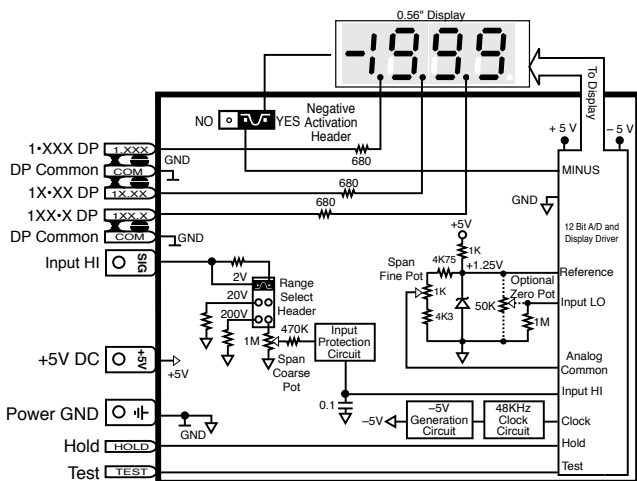 0.56" Display
-1999
To Display
NO YES
Negative
Activation
Header
+ 5 V – 5 V
1•XXX DP 1.XXX
GND
680
DP Common COM
MINUS
1X•XX DP 1X.XX
680
GND
1XX•X DP 1XX.X
680
DP Common COM
GND
12 Bit A/D and
Display Driver
Input HI SIG
+5V
1K
4K75
+1.25V
Reference
Span
Fine Pot
1K
4K3
50K
Optional
Zero Pot
Input LO
1M
2V
20V
200V
Range
Select
Header
470K
1M
Span
Coarse
Pot
Input
Protection
Circuit
Analog
Common
+5V DC +5V
+5V
Input HI
0.1
–5V
–5V
Generation
Circuit
48KHz
Clock
Circuit
Clock
Power GND
GND
Hold HOLD
Hold
Test TEST
Test